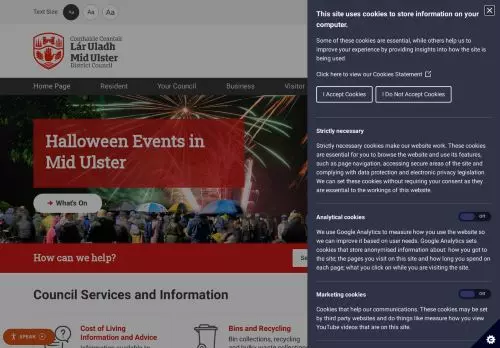 Text Size: Aa Aa Aa
Comhairle Ceantair
Lár Uladh
Mid Ulster
District Council
Home Page Resident Your Council Business Visitor
Halloween Events in
Mid Ulster
What's On
How can we help?
Se
Council Services and Information
Cost of Living
Information and Advice
Information available to
Bins and Recycling
Bin collections, recycling
and bulky waste collection
SPEAK
This site uses cookies to store information on your
computer.
Some of these cookies are essential, while others help us to
improve your experience by providing insights into how the site is
being used
Click here to view our Cookies Statement
I Accept Cookies I Do Not Accept Cookies
Strictly necessary
Strictly necessary cookies make our website work. These cookies
are essential for you to browse the website and use its features,
such as page navigation, accessing secure areas of the site and
complying with data protection and electronic privacy legislation.
We can set these cookies without requiring your consent as they
are essential to the workings of this website.
Analytical cookies Off
We use Google Analytics to measure how you use the website so
we can improve it based on user needs. Google Analytics sets
cookies that store anonymised information about: how you got to
the site; the pages you visit on this site and how long you spend on
each page; what you click on while you are visiting the site.
Marketing cookies Off
Cookies that help our communications. These cookies may be set
by third party websites and do things like measure how you view
YouTube videos that are on this site.